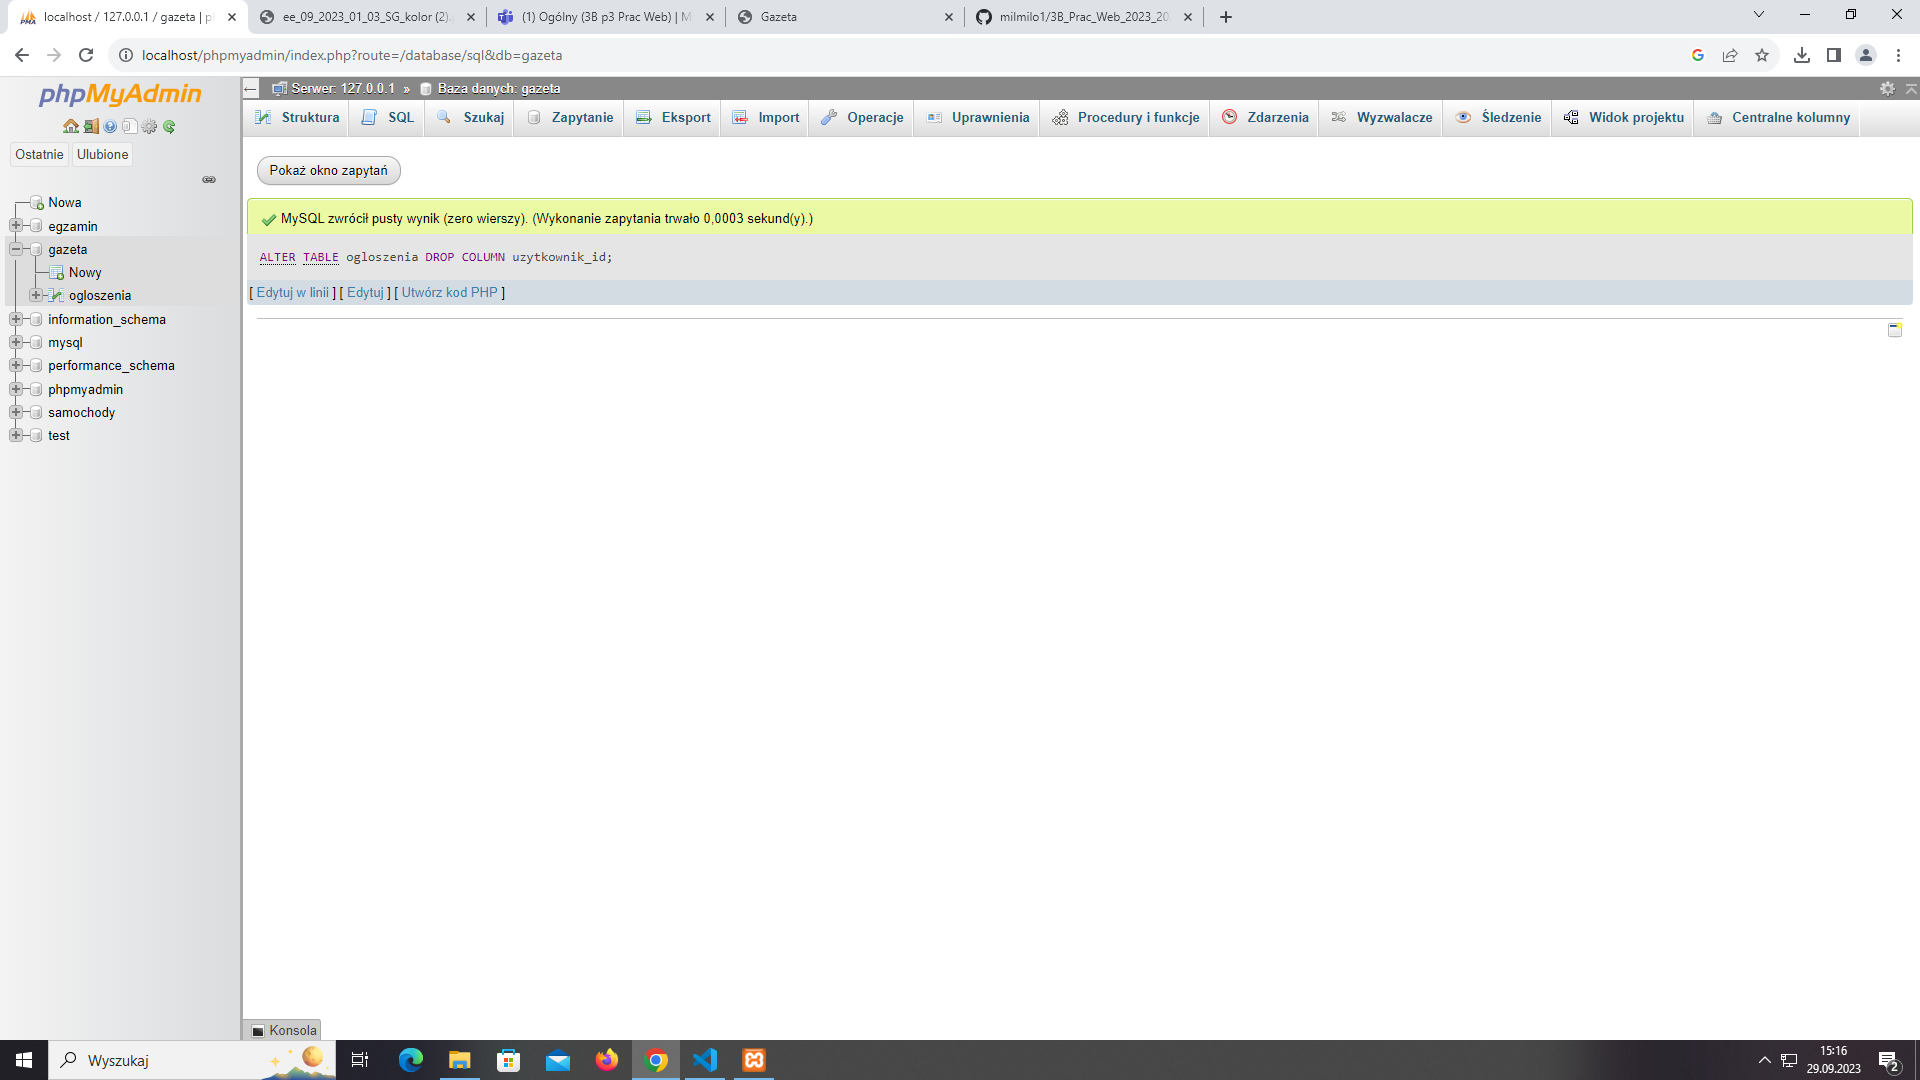 localhost / 127.0.0.1 / gazeta | p
ee_09_2023_01_03_SG_kolor (2).
(1) Ogólny (3B p3 Prac Web) | M
Gazeta
milmilo1/3B_Prac_Web_2023_20
localhost/phpmyadmin/index.php?route=/database/sql&db=gazeta
phpMyAdmin
Ostatnie
Ulubione
Nowa
egzamin
gazeta
Nowy
ogloszenia
information_schema
mysql
performance_schema
phpmyadmin
samochody
test
Serwer: 127.0.0.1 » Baza danych: gazeta
Struktura
SQL
Szukaj
Zapytanie
Eksport
Import
Operacje
Uprawnienia
Procedury i funkcje
Zdarzenia
Wyzwalacze
Śledzenie
Widok projektu
Centralne kolumny
Pokaż okno zapytań
MySQL zwrócił pusty wynik (zero wierszy). (Wykonanie zapytania trwało 0,0003 sekund(y).)
ALTER TABLE ogloszenia DROP COLUMN uzytkownik_id;
[ Edytuj w linii ] [ Edytuj ] [ Utwórz kod PHP ]
Konsola
Wyszukaj
15:16
29.09.2023
2